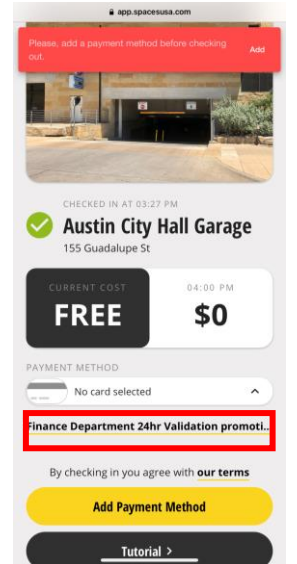 app.spacesusa.com
Please, add a payment method before checking
out.
Add
CHECKED IN AT 03:27 PM
Austin City Hall Garage
155 Guadalupe St
CURRENT COST
FREE
04:00 PM
$0
PAYMENT METHOD
No card selected
Finance Department 24hr Validation promoti..
By checking in you agree with our terms
Add Payment Method
Tutorial >